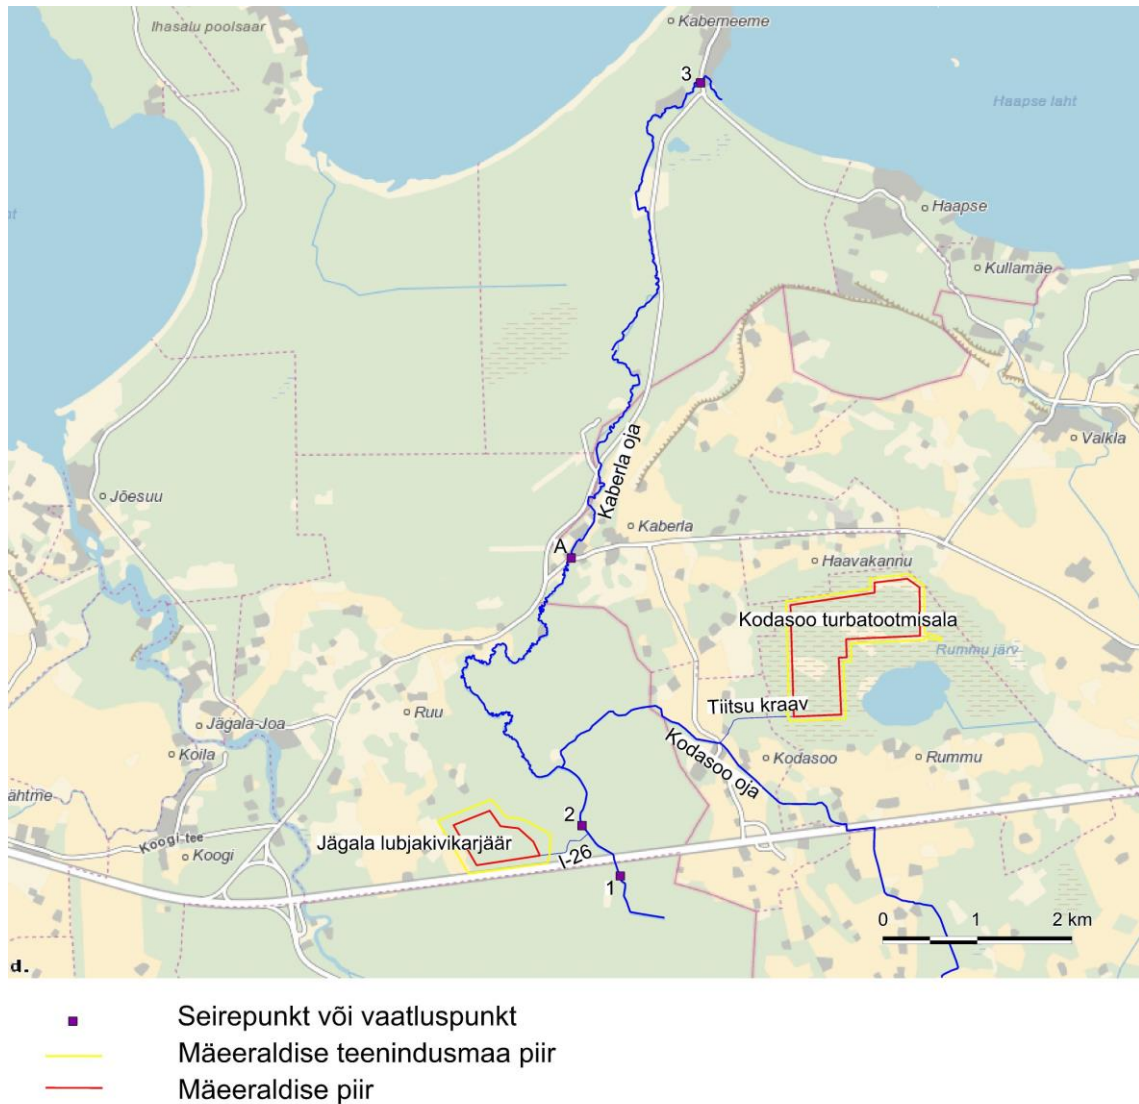 Ihasalu poolsaar
Kaberneeme
3
Haapse laht
Haapse
Kullamäe
Valkla
Kaberla oja
Jõesuu
Kaberla
A
Haavakannu
Kodasoo turbatootmisala
Rummu järv
Tiitsu kraav
Ruu
Jägala-Joa
Koila
Kodasoo oja
Kodasoo
Rummu
2
Jägala lubjakivikarjäär
Koogi tee
Koogi
I-26
1
0 1 2 km
d.
Seirepunkt või vaatluspunkt
Mäeeraldise teenindusmaa piir
Mäeeraldise piir